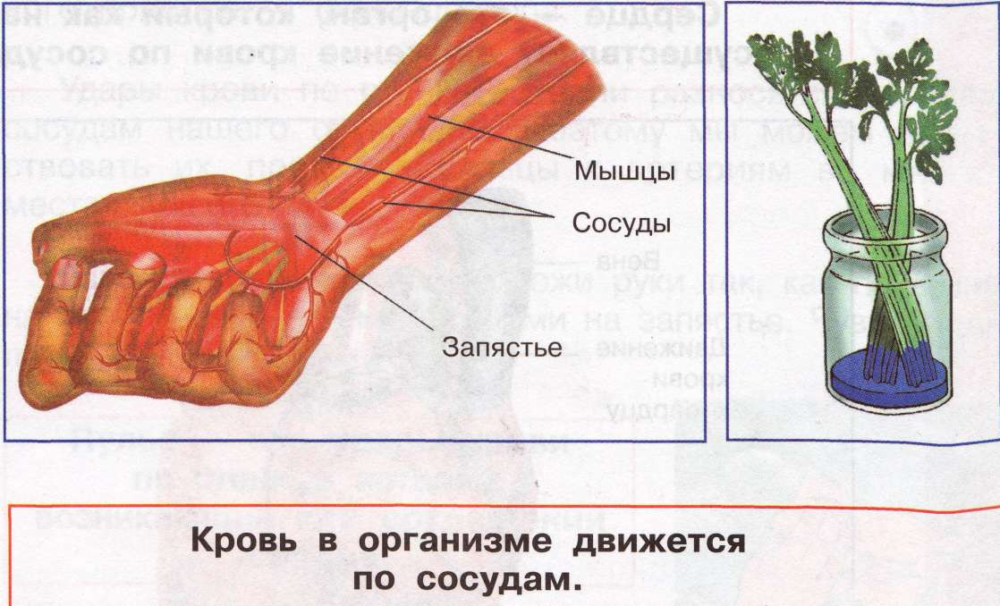 Мышцы
Сосуды
Запястье
Кровь в организме движется
по сосудам.